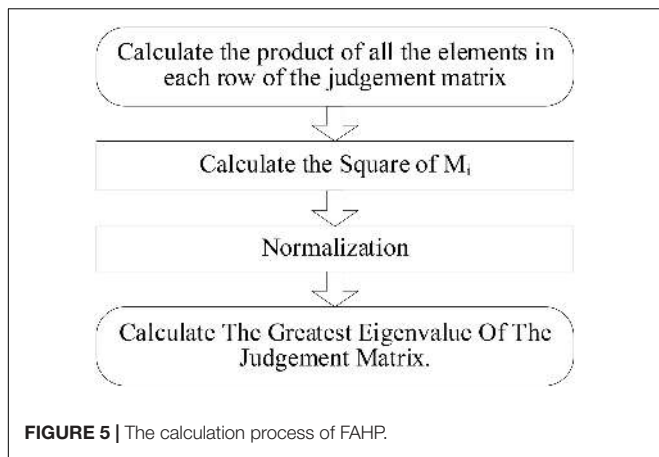 Calculate the product of all the elements in
each row of the judgement matrix
Calculate the Square of Mᵢ
Normalization
Calculate The Greatest Eigenvalue Of The
Judgement Matrix.
FIGURE 5 | The calculation process of FAHP.